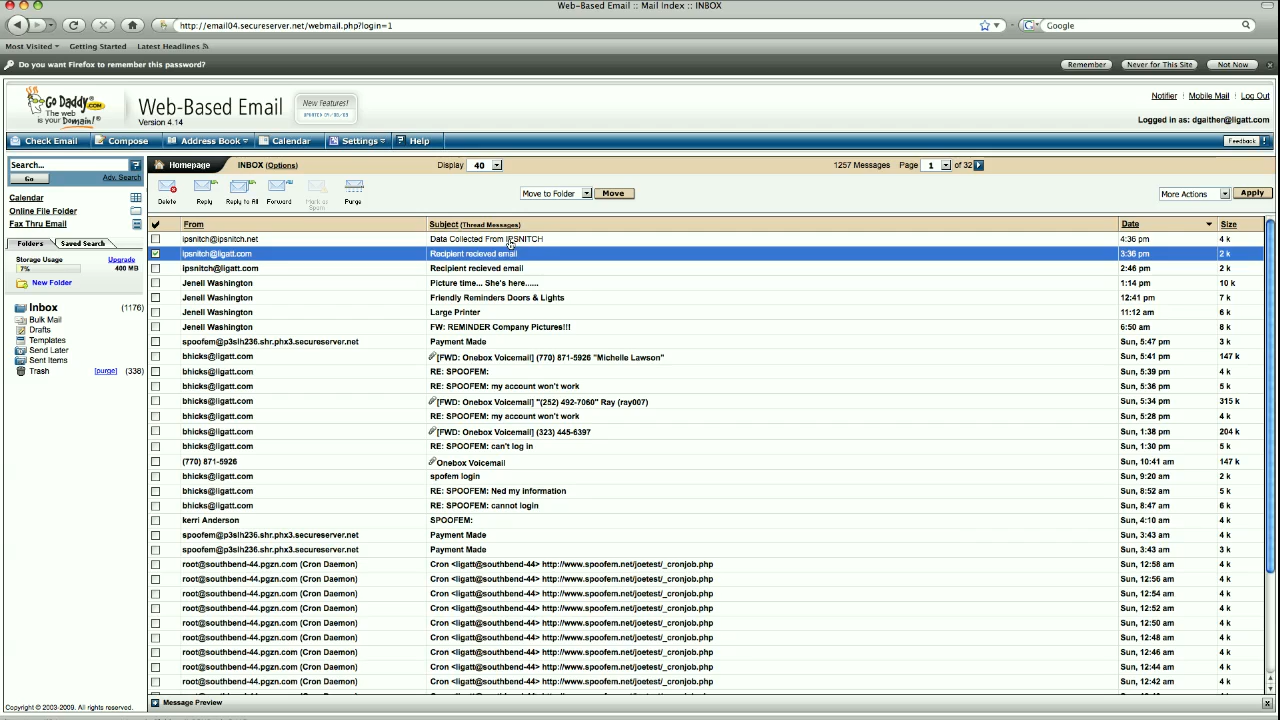 Web-Based Email :: Mail Index :: INBOX
http://email04.secureserver.net/webmail.php?login=1
Google
Most Visited Getting Started Latest Headlines
Do you want Firefox to remember this password? Remember Never for This Site Not Now
Go Daddy.COM
The web is your Domain!
Web-Based Email
Version 4.14
New Features!
Notifier | Mobile Mail | Log Out
Logged in as: dgaither@ligatt.com
Check Email Compose Address Book Calendar Settings Help Feedback
Search...
Go Adv. Search
Calendar
Online File Folder
Fax Thru Email
Folders Saved Search
Storage Usage Upgrade
7% 400 MB
New Folder
Inbox (1176)
Bulk Mail
Drafts
Templates
Send Later
Sent Items
Trash [purge] (338)
Homepage INBOX (Options) Display 40 1257 Messages Page 1 of 32
Delete Reply Reply to All Forward Mark as Spam Purge Move to Folder Move More Actions Apply
From Subject (Thread Messages) Date Size
ipsnitch@ipsnitch.net Data Collected From IPSNITCH 4:36 pm 4 k
ipsnitch@ligatt.com Recipient recieved email 3:36 pm 2 k
ipsnitch@ligatt.com Recipient recieved email 2:46 pm 2 k
Jenell Washington Picture time... She's here...... 1:14 pm 10 k
Jenell Washington Friendly Reminders Doors & Lights 12:41 pm 7 k
Jenell Washington Large Printer 11:12 am 6 k
Jenell Washington FW: REMINDER Company Pictures!!! 6:50 am 8 k
spoofem@p3slh236.shr.phx3.secureserver.net Payment Made Sun, 5:47 pm 3 k
bhicks@ligatt.com [FWD: Onebox Voicemail] (770) 871-5926 "Michelle Lawson" Sun, 5:41 pm 147 k
bhicks@ligatt.com RE: SPOOFEM: Sun, 5:39 pm 4 k
bhicks@ligatt.com RE: SPOOFEM: my account won't work Sun, 5:36 pm 5 k
bhicks@ligatt.com [FWD: Onebox Voicemail] "(252) 492-7060" Ray (ray007) Sun, 5:34 pm 315 k
bhicks@ligatt.com RE: SPOOFEM: my account won't work Sun, 5:28 pm 4 k
bhicks@ligatt.com [FWD: Onebox Voicemail] (323) 445-6397 Sun, 1:38 pm 204 k
bhicks@ligatt.com RE: SPOOFEM: can't log in Sun, 1:30 pm 5 k
(770) 871-5926 Onebox Voicemail Sun, 10:41 am 147 k
bhicks@ligatt.com spofem login Sun, 9:20 am 2 k
bhicks@ligatt.com RE: SPOOFEM: Ned my information Sun, 8:52 am 5 k
bhicks@ligatt.com RE: SPOOFEM: cannot login Sun, 8:47 am 6 k
kerri Anderson SPOOFEM: Sun, 4:10 am 4 k
spoofem@p3slh236.shr.phx3.secureserver.net Payment Made Sun, 3:43 am 4 k
spoofem@p3slh236.shr.phx3.secureserver.net Payment Made Sun, 3:43 am 3 k
root@southbend-44.pgzn.com (Cron Daemon) Cron <ligatt@southbend-44> http://www.spoofem.net/joetest/_cronjob.php Sun, 12:58 am 4 k
root@southbend-44.pgzn.com (Cron Daemon) Cron <ligatt@southbend-44> http://www.spoofem.net/joetest/_cronjob.php Sun, 12:56 am 4 k
root@southbend-44.pgzn.com (Cron Daemon) Cron <ligatt@southbend-44> http://www.spoofem.net/joetest/_cronjob.php Sun, 12:54 am 4 k
root@southbend-44.pgzn.com (Cron Daemon) Cron <ligatt@southbend-44> http://www.spoofem.net/joetest/_cronjob.php Sun, 12:52 am 4 k
root@southbend-44.pgzn.com (Cron Daemon) Cron <ligatt@southbend-44> http://www.spoofem.net/joetest/_cronjob.php Sun, 12:50 am 4 k
root@southbend-44.pgzn.com (Cron Daemon) Cron <ligatt@southbend-44> http://www.spoofem.net/joetest/_cronjob.php Sun, 12:48 am 4 k
root@southbend-44.pgzn.com (Cron Daemon) Cron <ligatt@southbend-44> http://www.spoofem.net/joetest/_cronjob.php Sun, 12:46 am 4 k
root@southbend-44.pgzn.com (Cron Daemon) Cron <ligatt@southbend-44> http://www.spoofem.net/joetest/_cronjob.php Sun, 12:44 am 4 k
root@southbend-44.pgzn.com (Cron Daemon) Cron <ligatt@southbend-44> http://www.spoofem.net/joetest/_cronjob.php Sun, 12:42 am 4 k
Message Preview
Copyright © 2003-2009. All rights reserved.